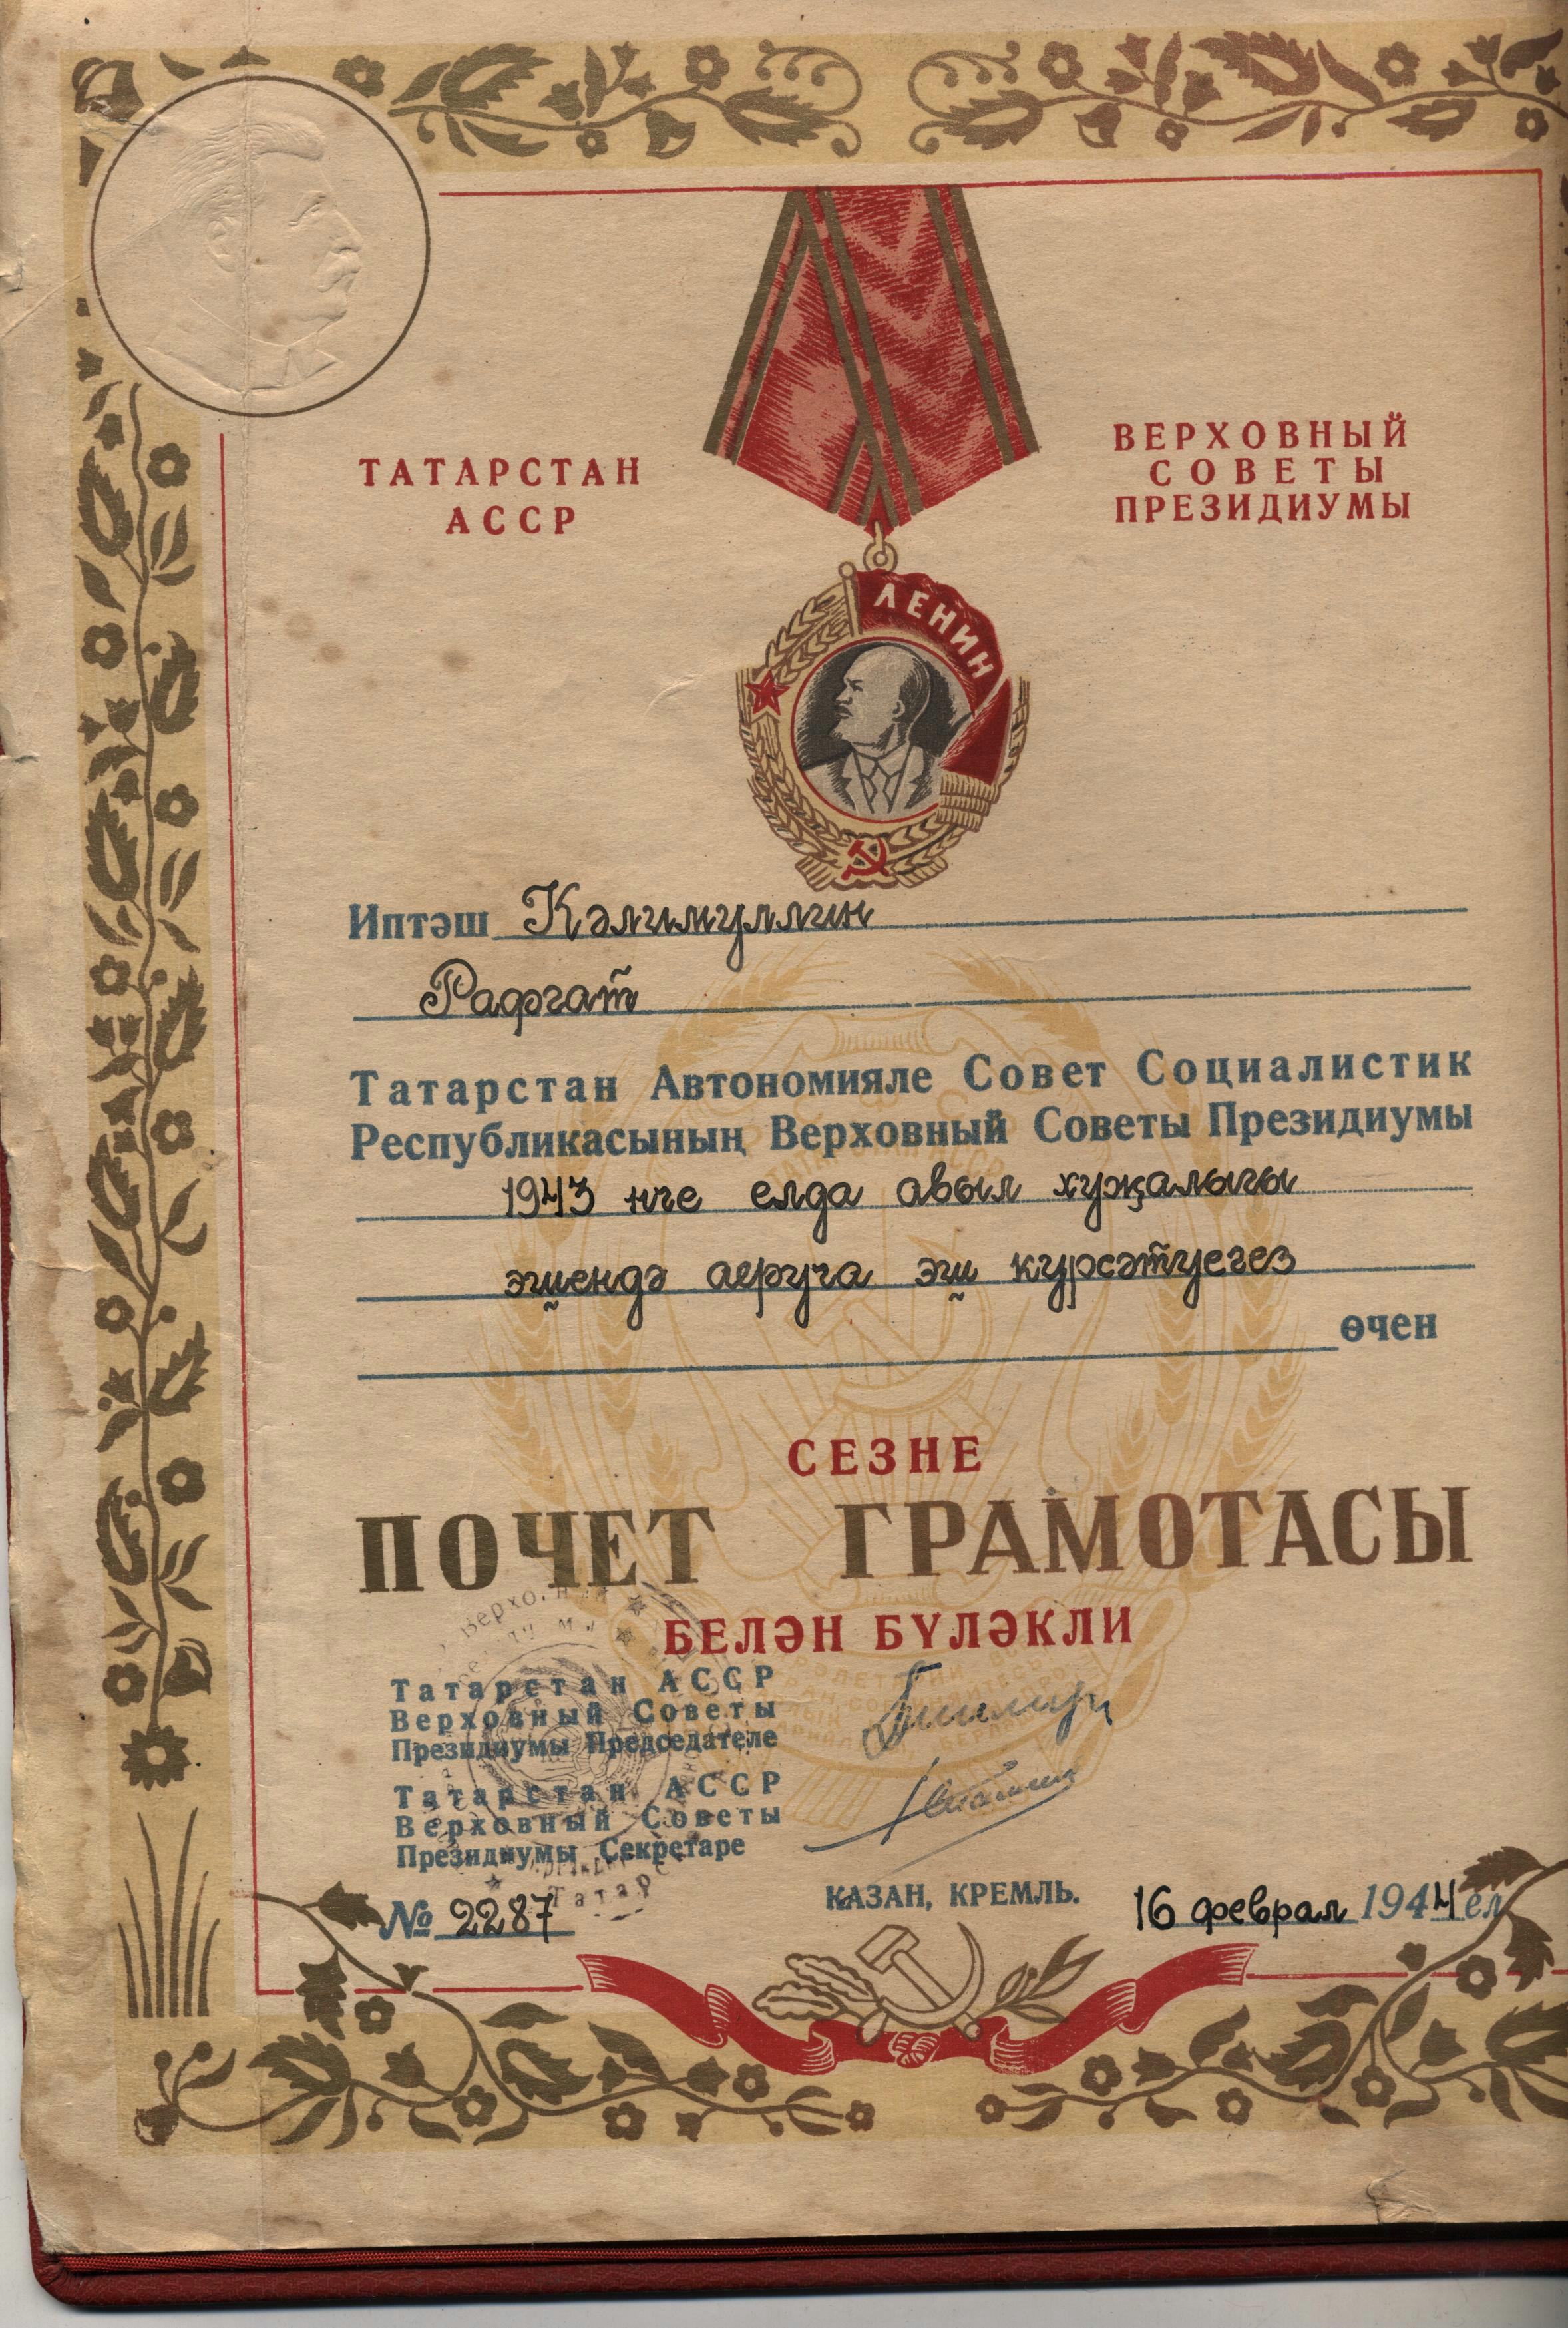 ТАТАРСТАН
АССР
ВЕРХОВНЫЙ
СОВЕТЫ
ПРЕЗИДИУМЫ
ЛЕНИН
Иптәш Кәлимуллин
Рафгат
Татарстан Автономияле Совет Социалистик
Республикасының Верховный Советы Президиумы
1943 нче елда авыл хуҗалыгы
эшендә аеруча эш күрсәтуегез
өчен
СЕЗНЕ
ПОЧЕТ ГРАМОТАСЫ
БЕЛӘН БҮЛӘКЛИ
Татарстан АССР
Верховный Советы
Президиумы Председателе
Татарстан АССР
Верховный Советы
Президиумы Секретаре
№ 2287
КАЗАН, КРЕМЛЬ.
16 феврал 1944 ел